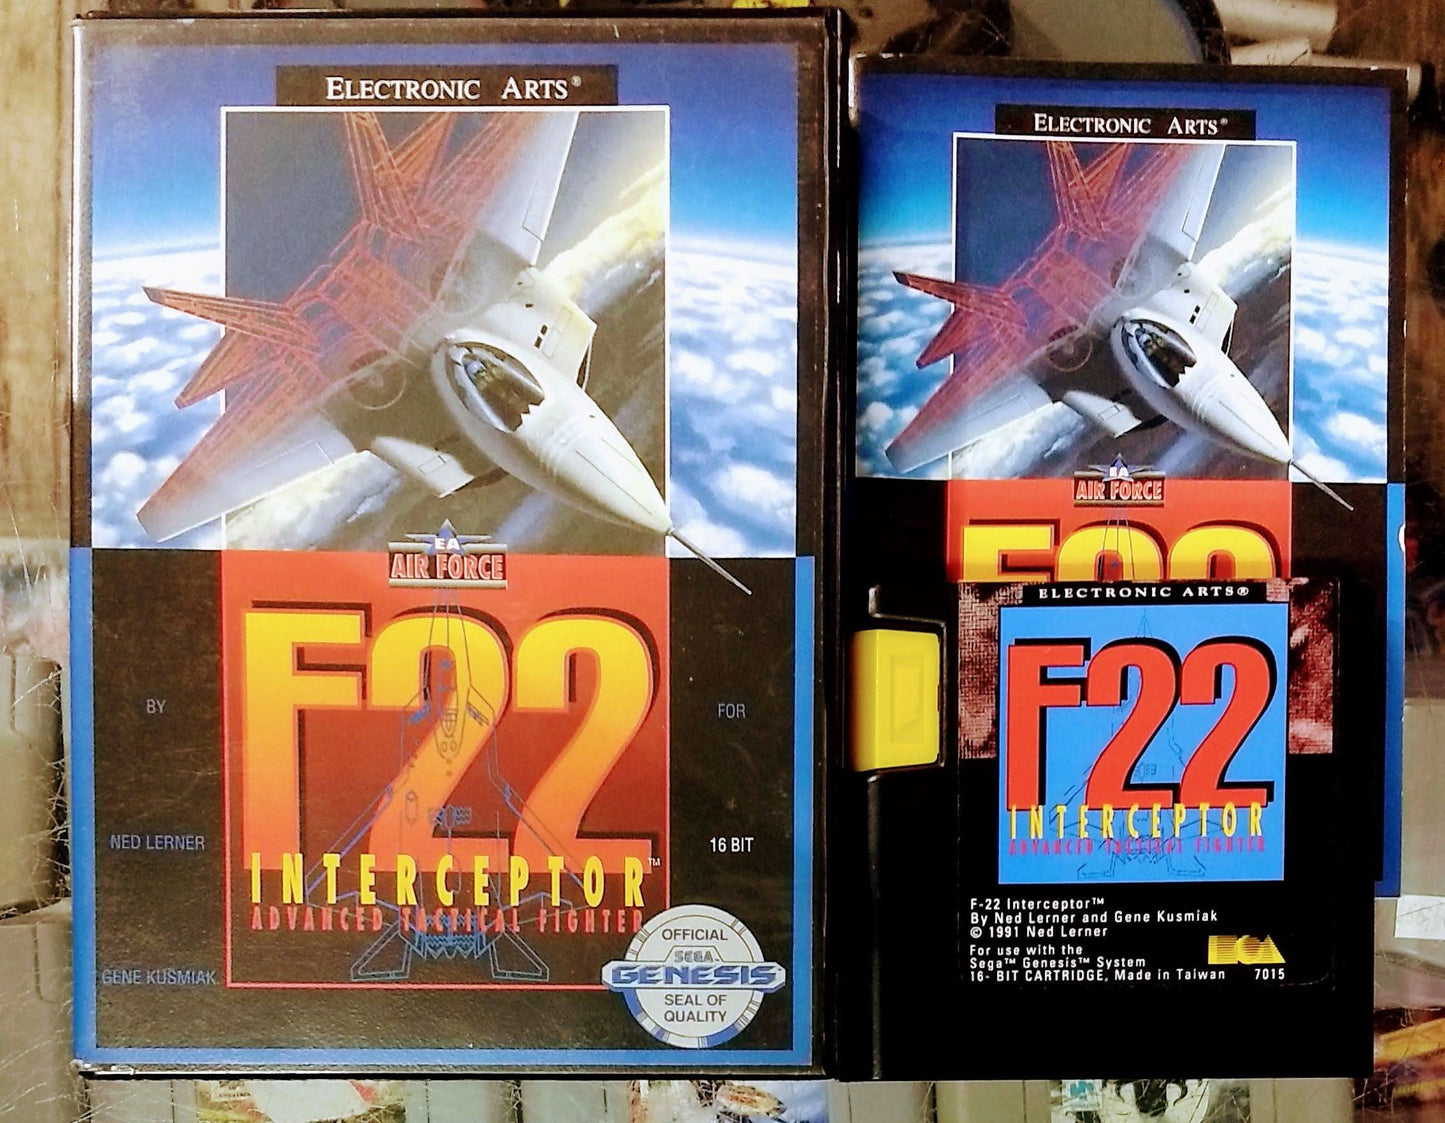 ELECTRONIC ARTS®
EA
AIR FORCE
F22
INTERCEPTOR™
ADVANCED TACTICAL FIGHTER
BY
NED LERNER
GENE KUSMIAK
FOR
16 BIT
OFFICIAL
SEGA
GENESIS
SEAL OF
QUALITY
ELECTRONIC ARTS®
EA
AIR FORCE
F22
ELECTRONIC ARTS®
F22
INTERCEPTOR
ADVANCED TACTICAL FIGHTER
F-22 Interceptor™
By Ned Lerner and Gene Kusmiak
© 1991 Ned Lerner
For use with the
Sega™ Genesis™ System
16- BIT CARTRIDGE, Made in Taiwan
EA
7015